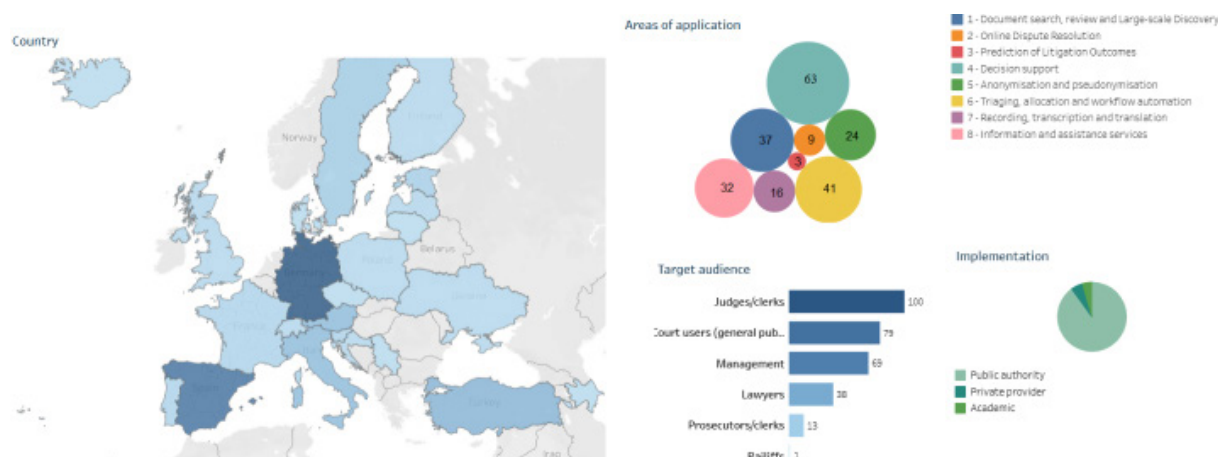 Country
Norway
Finland
Belarus
Germany
Poland
Ukraine
France
Spain
Turkey
Iraq
Areas of application
63
37
9
24
3
32
16
41
1 - Document search, review and Large-scale Discovery
2 - Online Dispute Resolution
3 - Prediction of Litigation Outcomes
4 - Decision support
5 - Anonymisation and pseudonymisation
6 - Triaging, allocation and workflow automation
7 - Recording, transcription and translation
8 - Information and assistance services
Target audience
Judges/clerks 100
Court users (general pub... 79
Management 69
Lawyers 38
Prosecutors/clerks 13
Bailiffs 1
Implementation
Public authority
Private provider
Academic